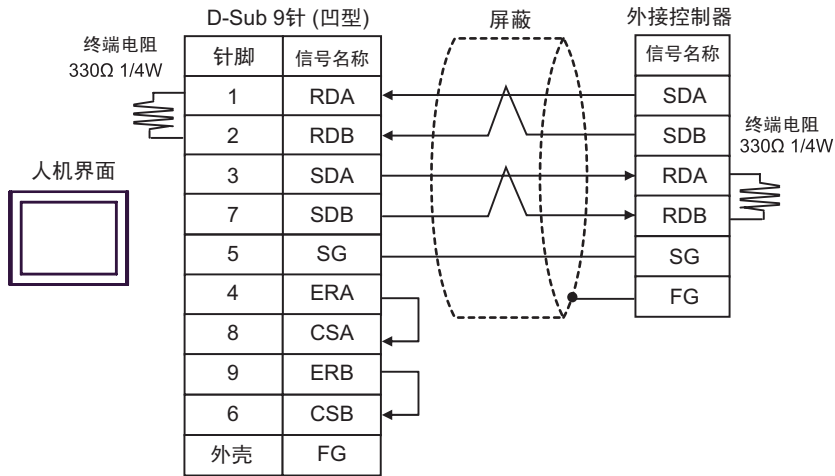 D-Sub 9针 (凹型)
屏蔽
外接控制器
终端电阻
330Ω 1/4W
针脚 信号名称
信号名称
1 RDA
SDA
2 RDB
SDB
终端电阻
330Ω 1/4W
人机界面
3 SDA
RDA
7 SDB
RDB
5 SG
SG
4 ERA
FG
8 CSA
9 ERB
6 CSB
外壳 FG